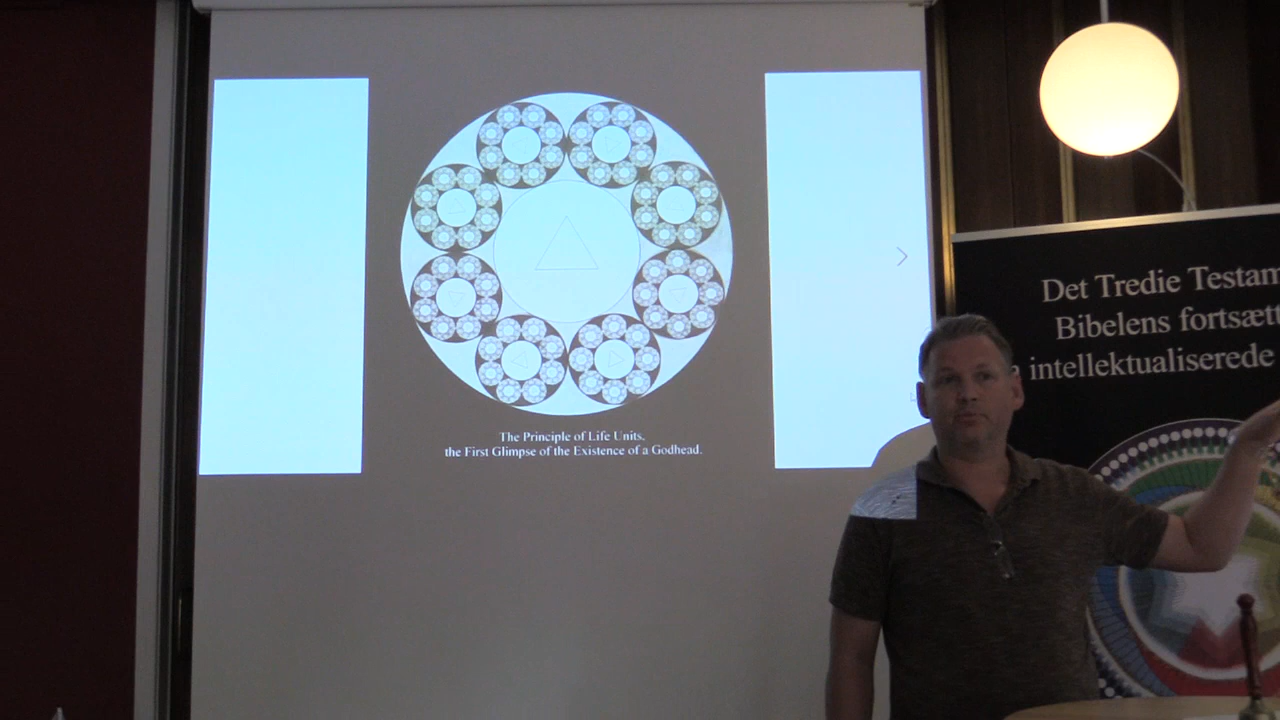 The Principle of Life Units,
the First Glimpse of the Existence of a Godhead.
Det Tredie Testam
Bibelens fortsætt
intellektualiserede